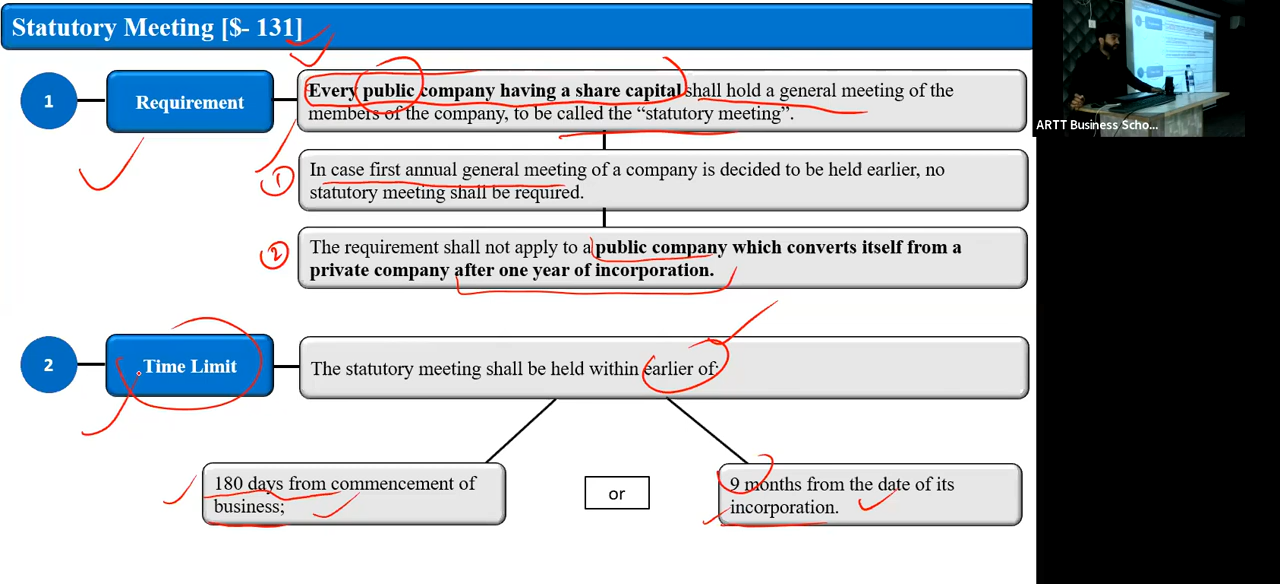 Statutory Meeting [$- 131]
1
Requirement
Every public company having a share capital shall hold a general meeting of the
members of the company, to be called the “statutory meeting”.
1
In case first annual general meeting of a company is decided to be held earlier, no
statutory meeting shall be required.
2
The requirement shall not apply to a public company which converts itself from a
private company after one year of incorporation.
2
Time Limit
The statutory meeting shall be held within earlier of:
180 days from commencement of
business;
or
9 months from the date of its
incorporation.
ARTT Business Scho...